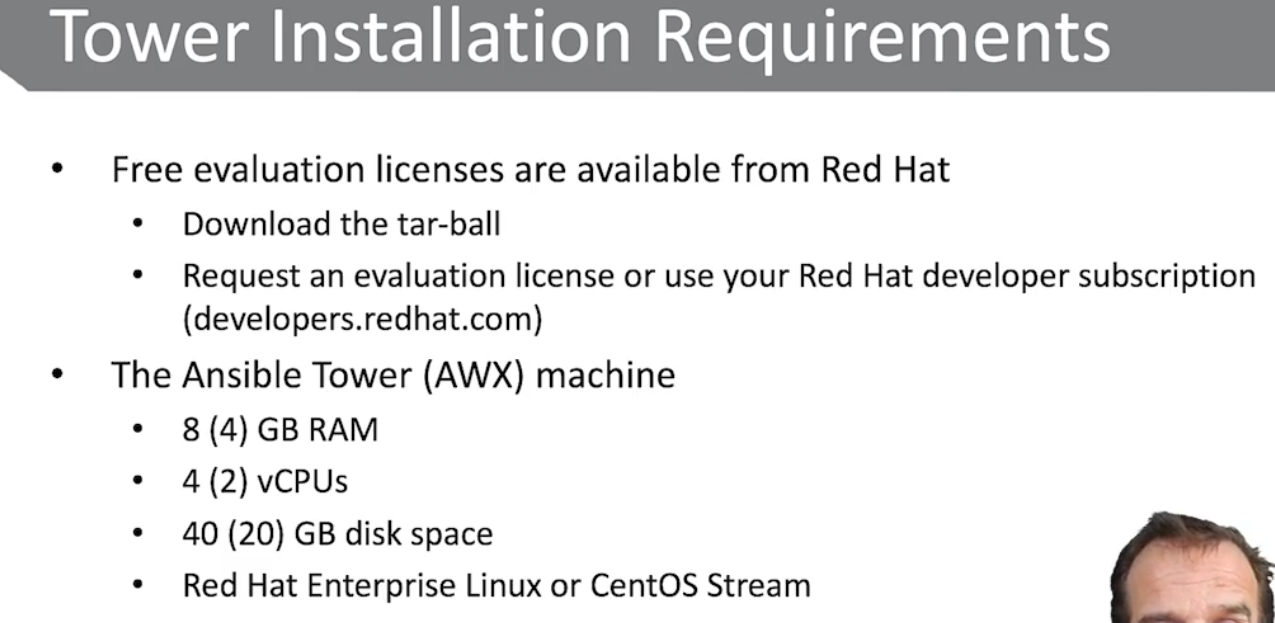 Tower Installation Requirements
• Free evaluation licenses are available from Red Hat
• Download the tar-ball
• Request an evaluation license or use your Red Hat developer subscription
(developers.redhat.com)
• The Ansible Tower (AWX) machine
• 8 (4) GB RAM
• 4 (2) vCPUs
• 40 (20) GB disk space
• Red Hat Enterprise Linux or CentOS Stream